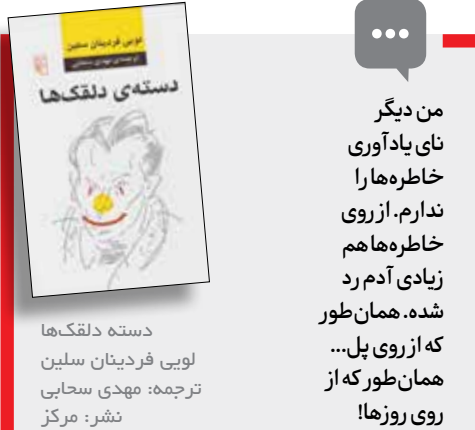 من دیگر
نای یادآوری
خاطره‌ها را
ندارم. از روی
خاطره‌ها هم
زیادی آدم رد
شده. همان‌طور
که از روی پل...
همان‌طور که از
روی روزها!
لویی فردینان سلین
ترجمه‌ی مهدی سحابی
دسته‌ی دلقک‌ها
دسته دلقک‌ها
لویی فردینان سلین
ترجمه: مهدی سحابی
نشر: مرکز